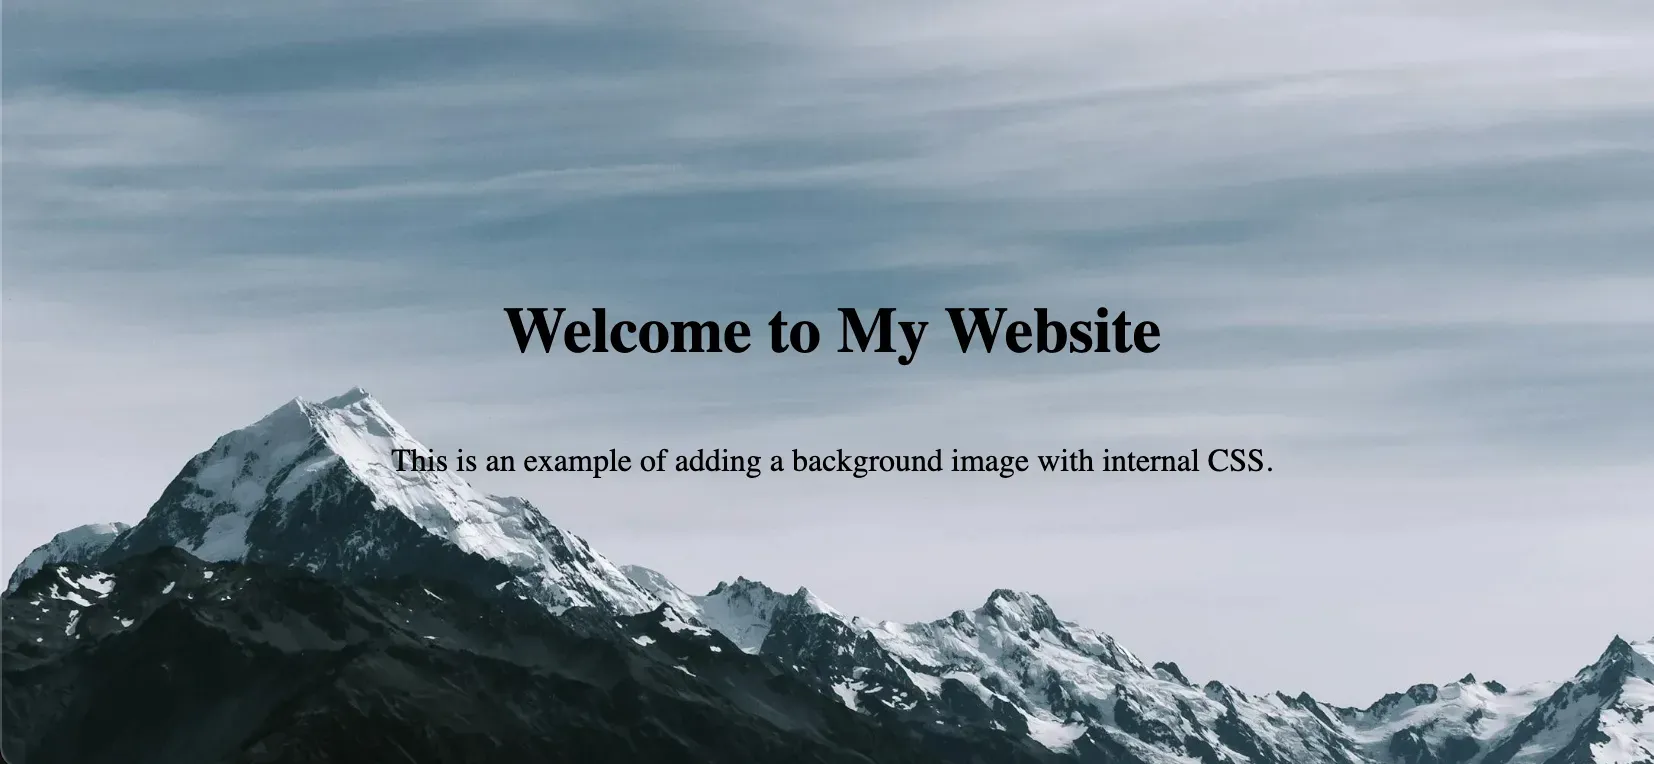 Welcome to My Website
This is an example of adding a background image with internal CSS.